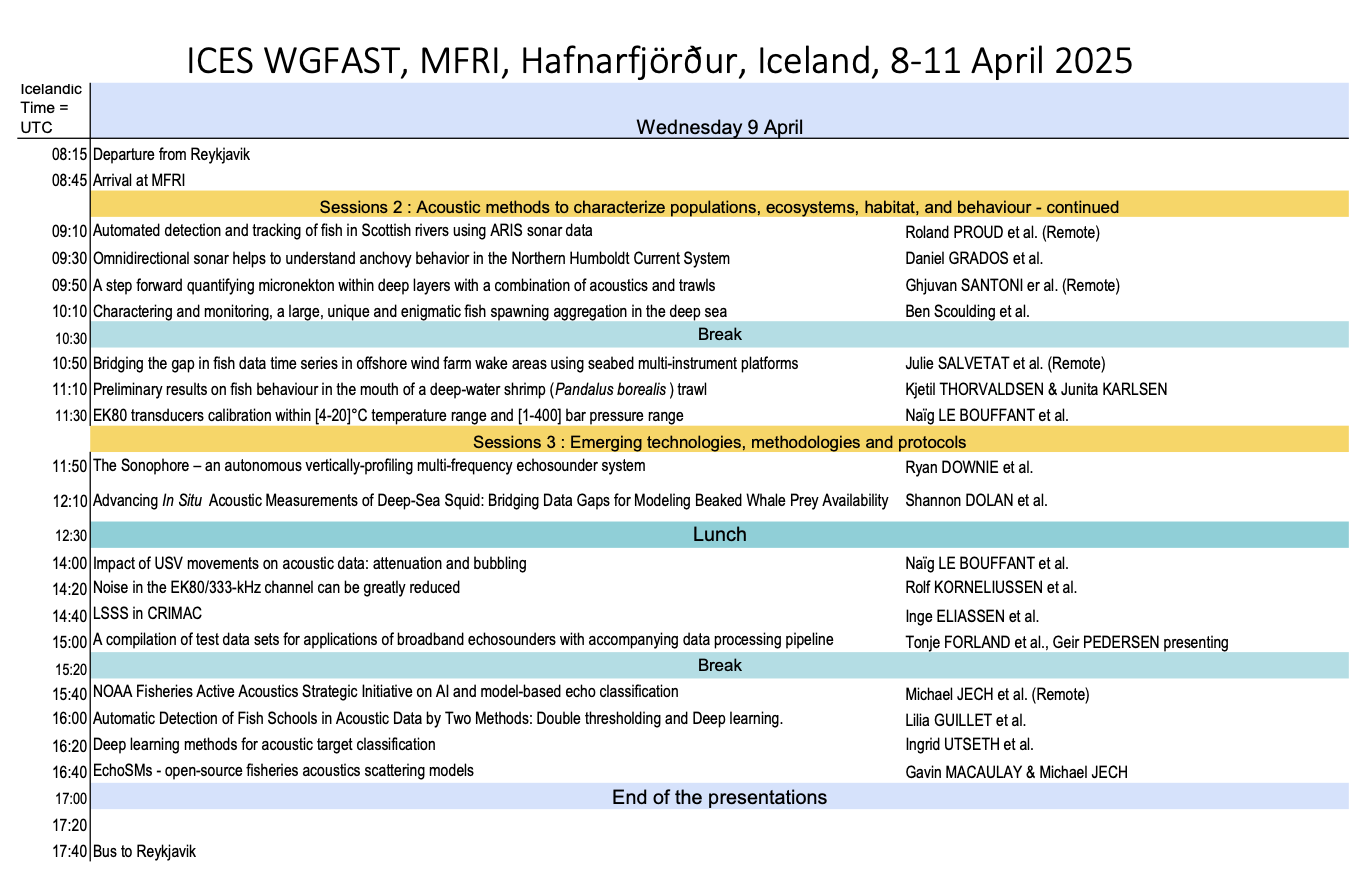 ICES WGFAST, MFRI, Hafnarfjörður, Iceland, 8-11 April 2025
Icelandic
Time =
UTC
Wednesday 9 April
08:15 Departure from Reykjavik
08:45 Arrival at MFRI
Sessions 2 : Acoustic methods to characterize populations, ecosystems, habitat, and behaviour - continued
09:10 Automated detection and tracking of fish in Scottish rivers using ARIS sonar data Roland PROUD et al. (Remote)
09:30 Omnidirectional sonar helps to understand anchovy behavior in the Northern Humboldt Current System Daniel GRADOS et al.
09:50 A step forward quantifying micronekton within deep layers with a combination of acoustics and trawls Ghjuvan SANTONI er al. (Remote)
10:10 Charactering and monitoring, a large, unique and enigmatic fish spawning aggregation in the deep sea Ben Scoulding et al.
10:30 Break
10:50 Bridging the gap in fish data time series in offshore wind farm wake areas using seabed multi-instrument platforms Julie SALVETAT et al. (Remote)
11:10 Preliminary results on fish behaviour in the mouth of a deep-water shrimp (Pandalus borealis ) trawl Kjetil THORVALDSEN & Junita KARLSEN
11:30 EK80 transducers calibration within [4-20]°C temperature range and [1-400] bar pressure range Naïg LE BOUFFANT et al.
Sessions 3 : Emerging technologies, methodologies and protocols
11:50 The Sonophore – an autonomous vertically-profiling multi-frequency echosounder system Ryan DOWNIE et al.
12:10 Advancing In Situ Acoustic Measurements of Deep-Sea Squid: Bridging Data Gaps for Modeling Beaked Whale Prey Availability Shannon DOLAN et al.
12:30 Lunch
14:00 Impact of USV movements on acoustic data: attenuation and bubbling Naïg LE BOUFFANT et al.
14:20 Noise in the EK80/333-kHz channel can be greatly reduced Rolf KORNELIUSSEN et al.
14:40 LSSS in CRIMAC Inge ELIASSEN et al.
15:00 A compilation of test data sets for applications of broadband echosounders with accompanying data processing pipeline Tonje FORLAND et al., Geir PEDERSEN presenting
15:20 Break
15:40 NOAA Fisheries Active Acoustics Strategic Initiative on AI and model-based echo classification Michael JECH et al. (Remote)
16:00 Automatic Detection of Fish Schools in Acoustic Data by Two Methods: Double thresholding and Deep learning. Lilia GUILLET et al.
16:20 Deep learning methods for acoustic target classification Ingrid UTSETH et al.
16:40 EchoSMs - open-source fisheries acoustics scattering models Gavin MACAULAY & Michael JECH
17:00 End of the presentations
17:20
17:40 Bus to Reykjavik